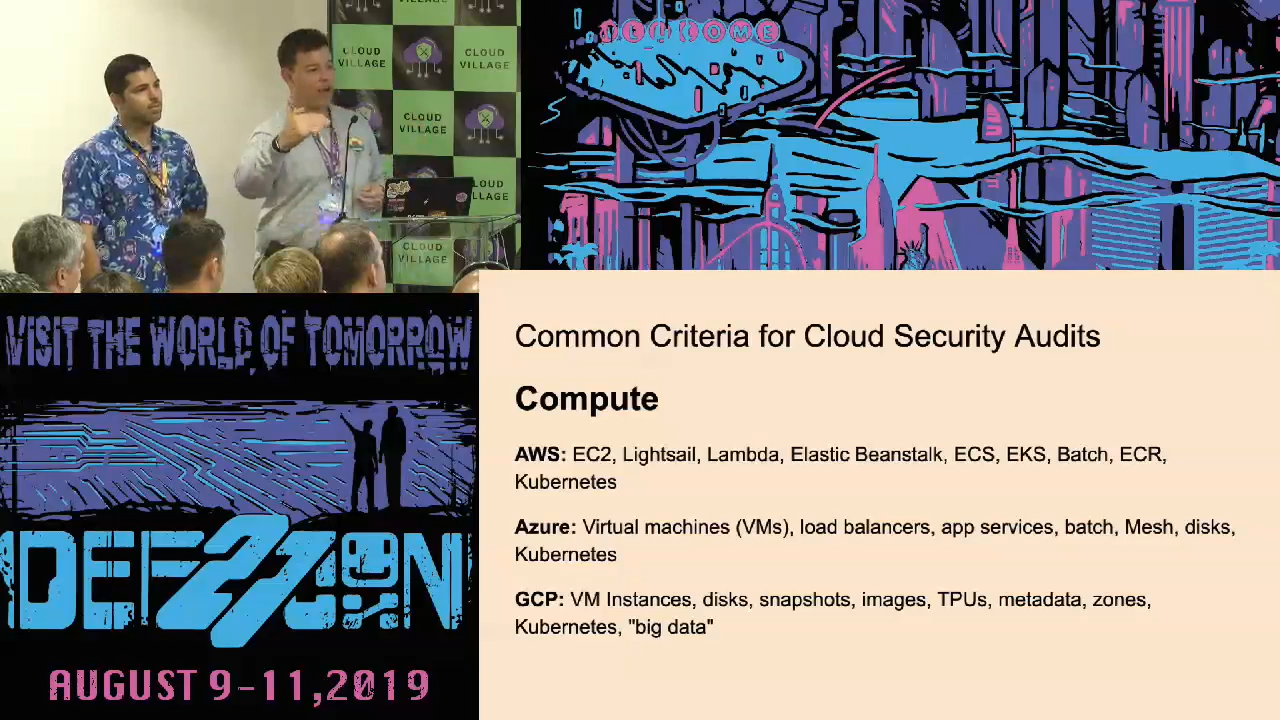 WELCOME
CLOUD VILLAGE
CLOUD VILLAGE
CLOUD VILLAGE
CLOUD VILLAGE
CLOUD VILLAGE
VISIT THE WORLD OF TOMORROW
DEF27CON
AUGUST 9-11,2019
Common Criteria for Cloud Security Audits
Compute
AWS: EC2, Lightsail, Lambda, Elastic Beanstalk, ECS, EKS, Batch, ECR,
Kubernetes
Azure: Virtual machines (VMs), load balancers, app services, batch, Mesh, disks,
Kubernetes
GCP: VM Instances, disks, snapshots, images, TPUs, metadata, zones,
Kubernetes, "big data"